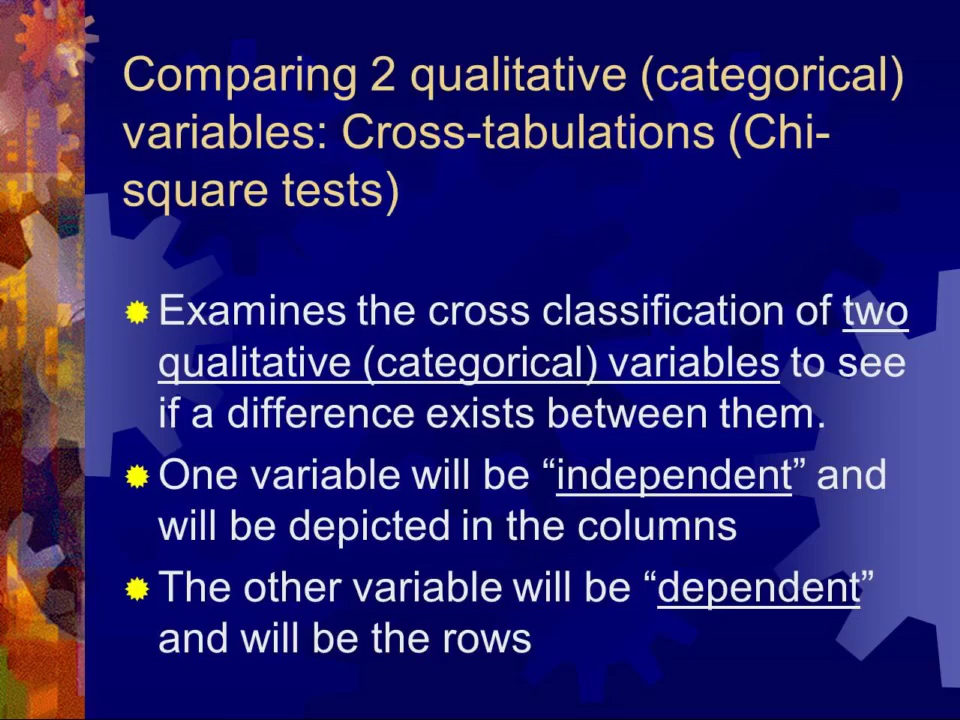 Comparing 2 qualitative (categorical)
variables: Cross-tabulations (Chi-
square tests)
Examines the cross classification of two
qualitative (categorical) variables to see
if a difference exists between them.
One variable will be “independent” and
will be depicted in the columns
The other variable will be “dependent”
and will be the rows